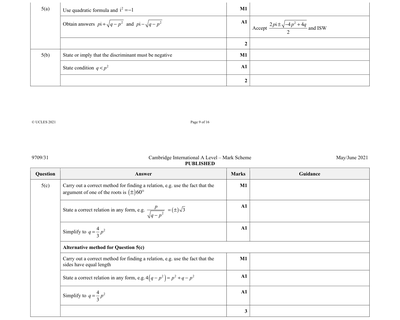 5(a) Use quadratic formula and i² = −1 M1
Obtain answers pi + √(q − p²) and pi − √(q − p²) A1 Accept (2pi ± √(−4p² + 4q))/2 and ISW
2
5(b) State or imply that the discriminant must be negative M1
State condition q < p² A1
2
© UCLES 2021 Page 9 of 16
9709/31 Cambridge International A Level – Mark Scheme May/June 2021
PUBLISHED
Question Answer Marks Guidance
5(c) Carry out a correct method for finding a relation, e.g. use the fact that the
argument of one of the roots is (±)60° M1
State a correct relation in any form, e.g. p/√(q − p²) = (±)√3 A1
Simplify to q = 4/3 p² A1
Alternative method for Question 5(c)
Carry out a correct method for finding a relation, e.g. use the fact that the
sides have equal length M1
State a correct relation in any form, e.g. 4(q − p²) = p² + q − p² A1
Simplify to q = 4/3 p² A1
3